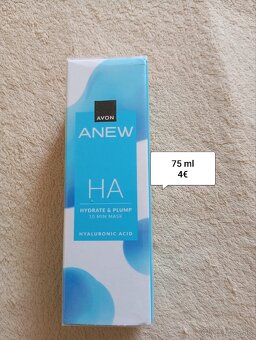 AVON
ANEW
HA
HYDRATE & PLUMP
10 MIN MASK
HYALURONIC ACID
75 ml
4€